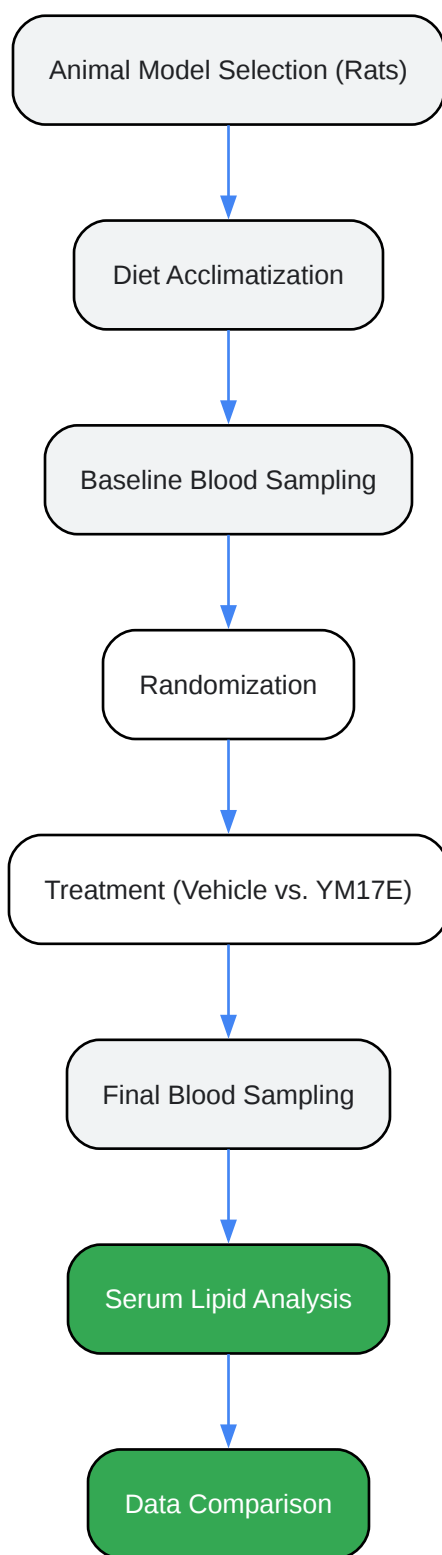 Animal Model Selection (Rats)
Diet Acclimatization
Baseline Blood Sampling
Randomization
Treatment (Vehicle vs. YM17E)
Final Blood Sampling
Serum Lipid Analysis
Data Comparison